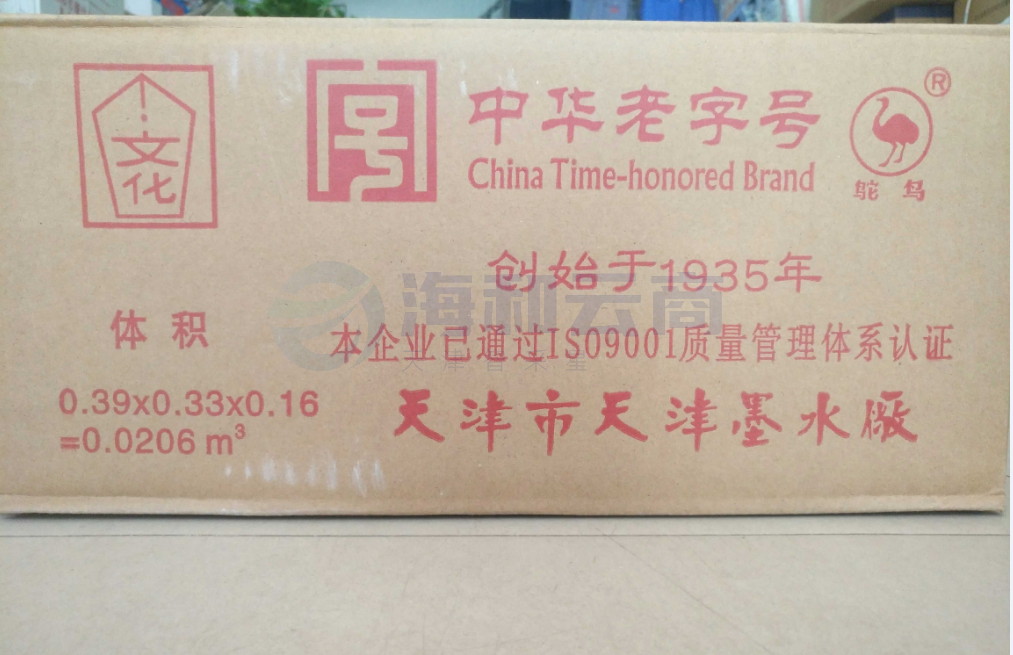 文化
中华老字号
China Time-honored Brand
®
鸵鸟
创始于1935年
海利云商
体积
本企业已通过ISO9001质量管理体系认证
0.39x0.33x0.16
=0.0206 m³
天津市天津墨水厰